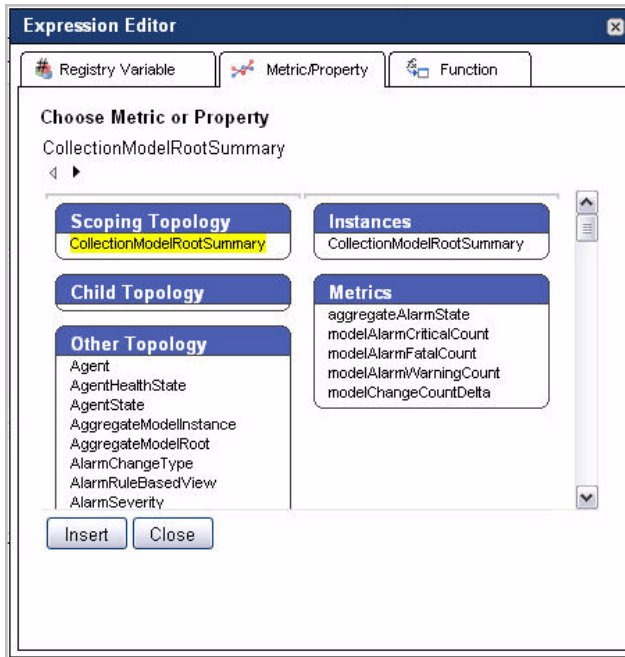 Expression Editor
Registry Variable
Metric/Property
Function
Choose Metric or Property
CollectionModelRootSummary
Scoping Topology
CollectionModelRootSummary
Child Topology
Other Topology
Agent
AgentHealthState
AgentState
AggregateModelInstance
AggregateModelRoot
AlarmChangeType
AlarmRuleBasedView
AlarmSeverity
Instances
CollectionModelRootSummary
Metrics
aggregateAlarmState
modelAlarmCriticalCount
modelAlarmFatalCount
modelAlarmWarningCount
modelChangeCountDelta
Insert
Close